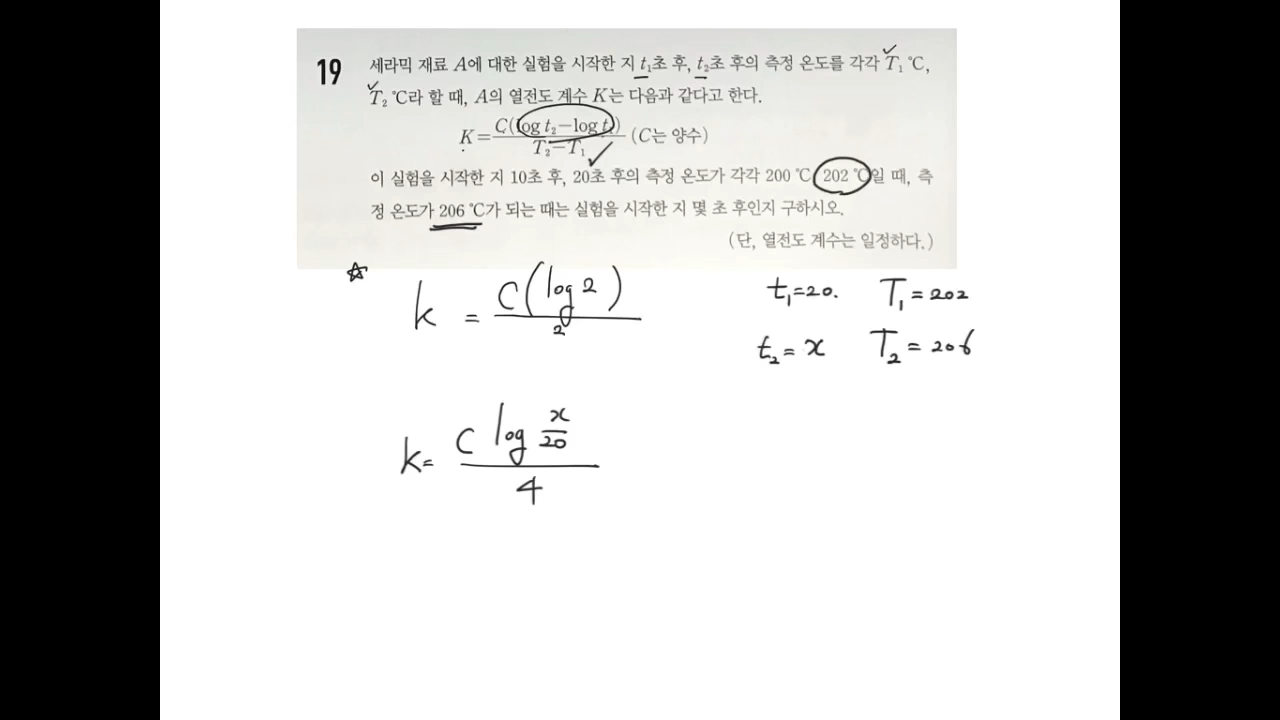 19 세라믹 재료 A에 대한 실험을 시작한 지 t₁초 후, t₂초 후의 측정 온도를 각각 T₁ ℃,
T₂ ℃라 할 때, A의 열전도 계수 K는 다음과 같다고 한다.
K = C(log t₂ − log t₁) / T₂ − T₁ (C는 양수)
이 실험을 시작한 지 10초 후, 20초 후의 측정 온도가 각각 200 ℃, 202 ℃일 때, 측
정 온도가 206 ℃가 되는 때는 실험을 시작한 지 몇 초 후인지 구하시오.
(단, 열전도 계수는 일정하다.)
k = C(log 2) / 2
t₁=20. T₁=202
t₂=x T₂=206
k= C log x/20 / 4